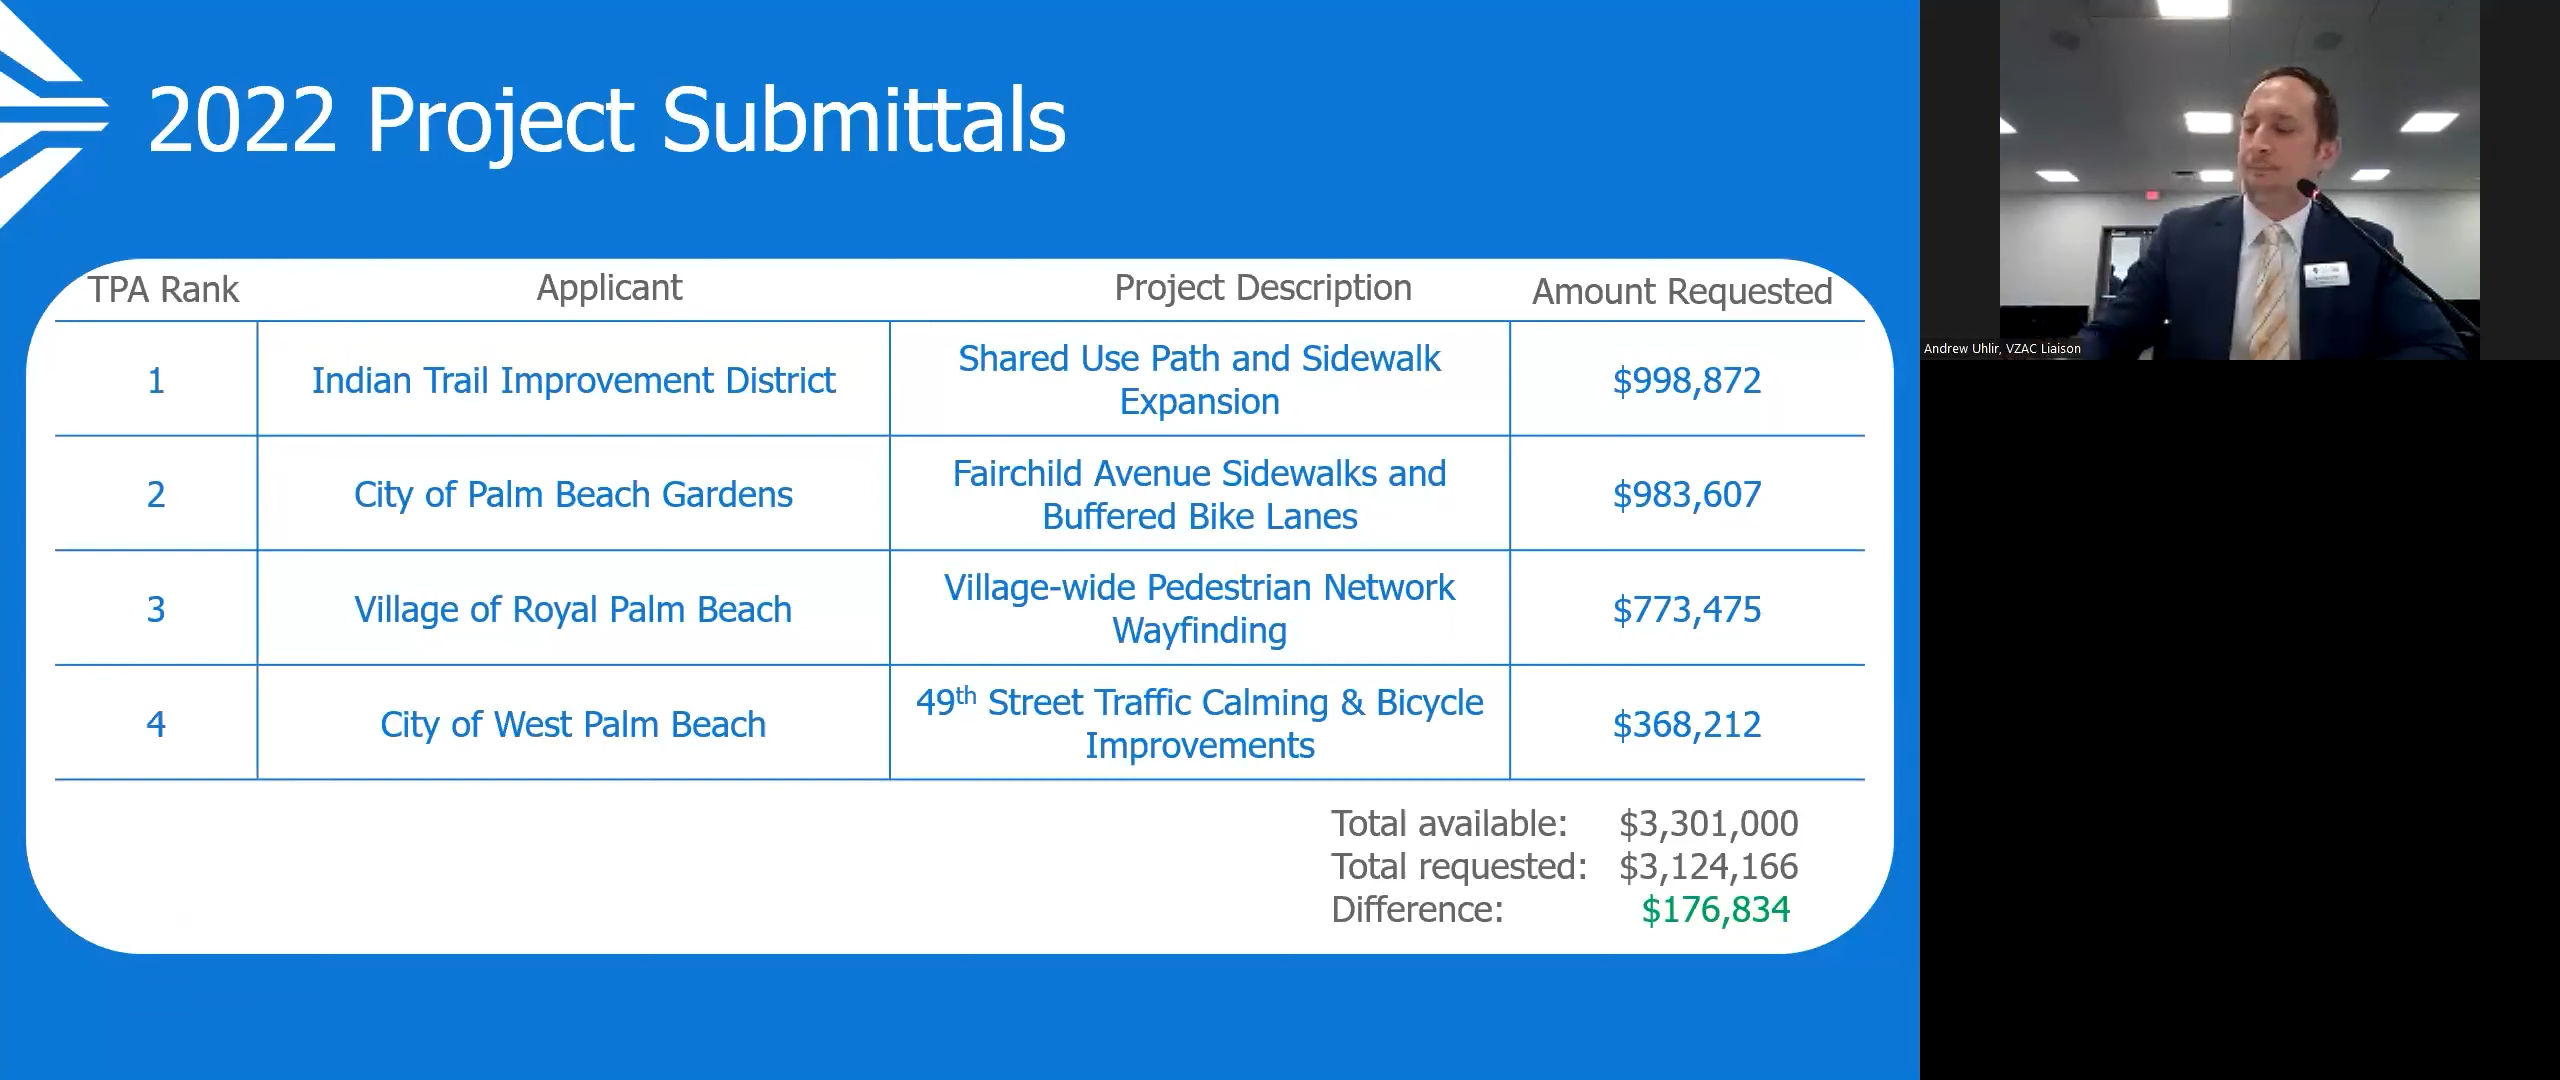 2022 Project Submittals
TPA Rank Applicant Project Description Amount Requested
1 Indian Trail Improvement District Shared Use Path and Sidewalk Expansion $998,872
2 City of Palm Beach Gardens Fairchild Avenue Sidewalks and Buffered Bike Lanes $983,607
3 Village of Royal Palm Beach Village-wide Pedestrian Network Wayfinding $773,475
4 City of West Palm Beach 49th Street Traffic Calming & Bicycle Improvements $368,212
Total available: $3,301,000
Total requested: $3,124,166
Difference: $176,834
Andrew Uhlir, VZAC Liaison